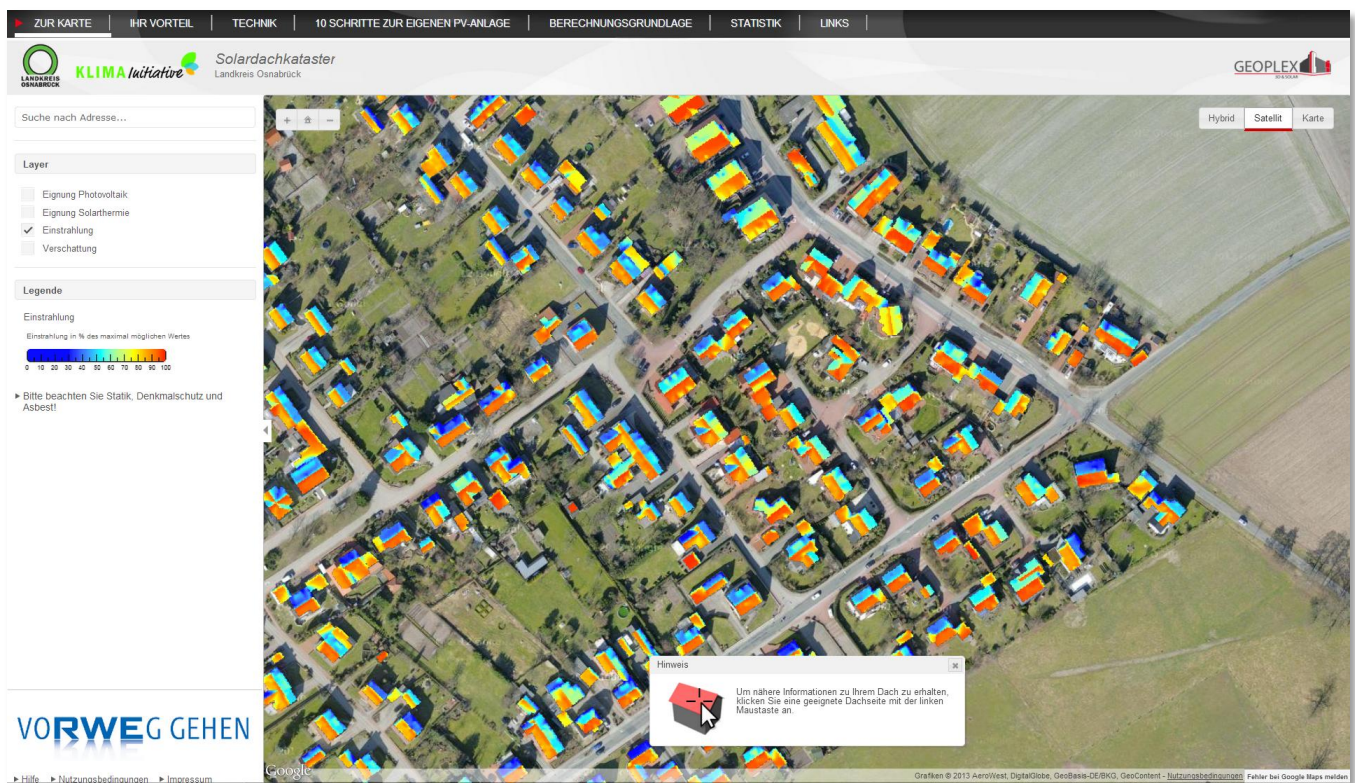 ZUR KARTE
IHR VORTEIL
TECHNIK
10 SCHRITTE ZUR EIGENEN PV-ANLAGE
BERECHNUNGSGRUNDLAGE
STATISTIK
LINKS
LANDKREIS
OSNABRÜCK
KLIMA Initiative
Solardachkataster
Landkreis Osnabrück
GEOPLEX
Suche nach Adresse...
+
−
Hybrid
Satellit
Karte
Layer
Eignung Photovoltaik
Eignung Solarthermie
Einstrahlung
Verschattung
Legende
Einstrahlung
Einstrahlung in % des maximal möglichen Wertes
0 10 20 30 40 50 60 70 80 90 100
Bitte beachten Sie Statik, Denkmalschutz und
Asbest!
Hinweis
Um nähere Informationen zu Ihrem Dach zu erhalten,
klicken Sie eine geeignete Dachseite mit der linken
Maustaste an.
VORWEG GEHEN
Hilfe
Nutzungsbedingungen
Impressum
Google
Grafiken © 2013 AeroWest, DigitalGlobe, GeoBasis-DE/BKG, GeoContent - Nutzungsbedingungen
Fehler bei Google Maps melden